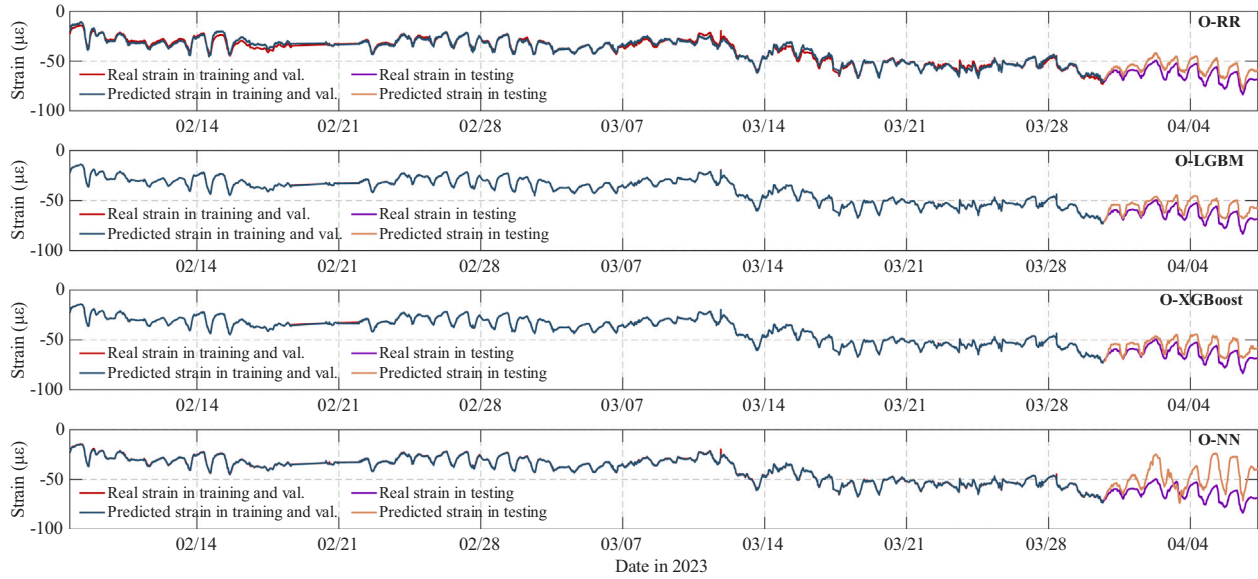 0
O-RR
Strain (με)
-50
Real strain in training and val.
Real strain in testing
Predicted strain in training and val.
Predicted strain in testing
-100
02/14 02/21 02/28 03/07 03/14 03/21 03/28 04/04
0
O-LGBM
Strain (με)
-50
Real strain in training and val.
Real strain in testing
Predicted strain in training and val.
Predicted strain in testing
-100
02/14 02/21 02/28 03/07 03/14 03/21 03/28 04/04
0
O-XGBoost
Strain (με)
-50
Real strain in training and val.
Real strain in testing
Predicted strain in training and val.
Predicted strain in testing
-100
02/14 02/21 02/28 03/07 03/14 03/21 03/28 04/04
0
O-NN
Strain (με)
-50
Real strain in training and val.
Real strain in testing
Predicted strain in training and val.
Predicted strain in testing
-100
02/14 02/21 02/28 03/07 03/14 03/21 03/28 04/04
Date in 2023